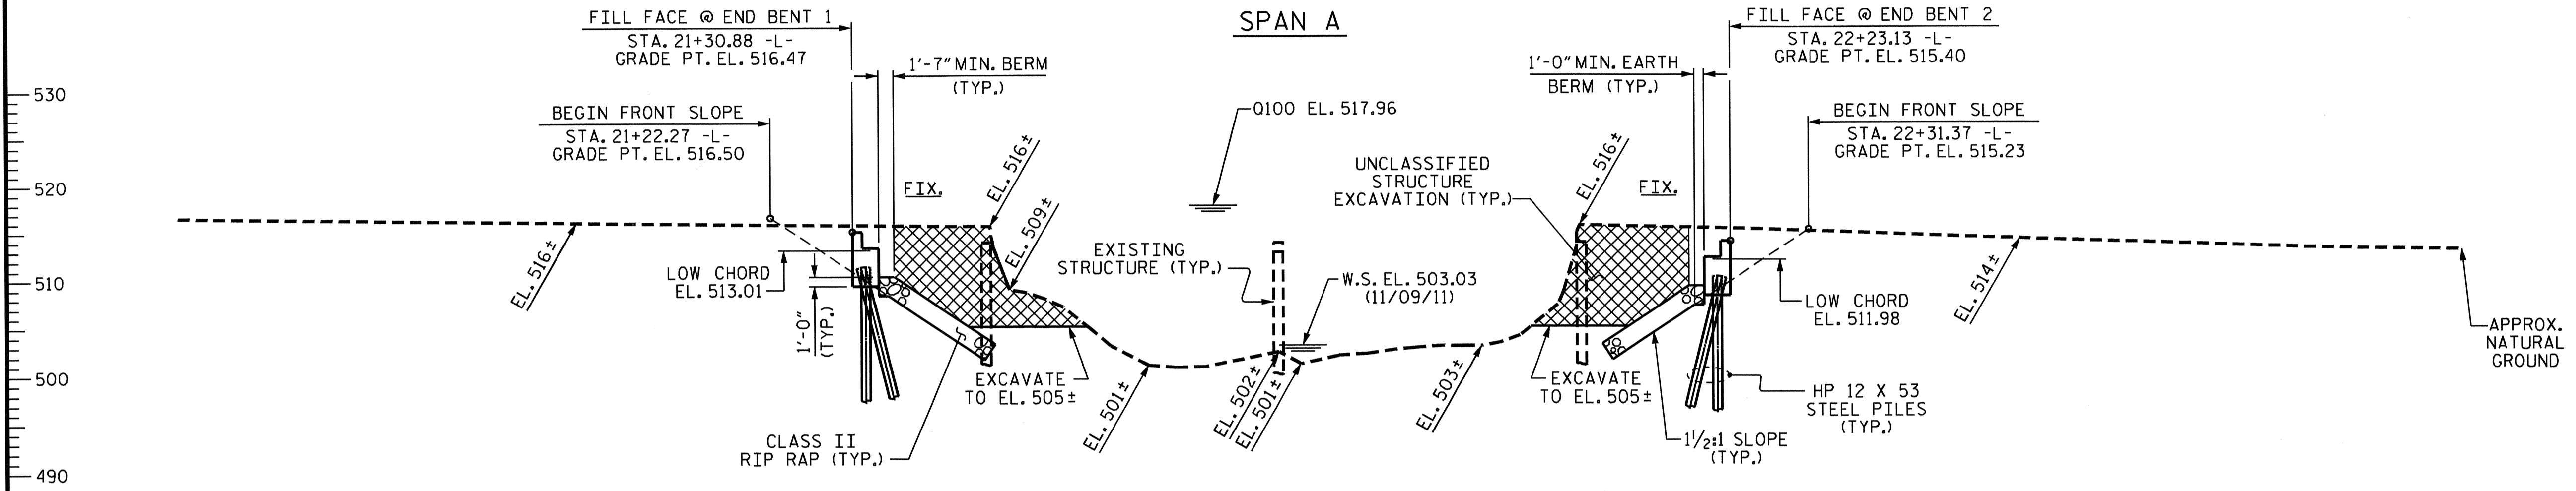 SPAN A
FILL FACE @ END BENT 1
STA. 21+30.88 -L-
GRADE PT. EL. 516.47
FILL FACE @ END BENT 2
STA. 22+23.13 -L-
GRADE PT. EL. 515.40
1'-7" MIN. BERM
(TYP.)
1'-0" MIN. EARTH
BERM (TYP.)
530
520
510
500
490
BEGIN FRONT SLOPE
STA. 21+22.27 -L-
GRADE PT. EL. 516.50
Q100 EL. 517.96
BEGIN FRONT SLOPE
STA. 22+31.37 -L-
GRADE PT. EL. 515.23
FIX.
EL. 516±
EL. 509±
UNCLASSIFIED
STRUCTURE
EXCAVATION (TYP.)
EL. 516±
FIX.
EL. 516±
LOW CHORD
EL. 513.01
1'-0"
(TYP.)
EXISTING
STRUCTURE (TYP.)
W.S. EL. 503.03
(11/09/11)
LOW CHORD
EL. 511.98
EL. 514±
APPROX.
NATURAL
GROUND
EXCAVATE
TO EL. 505±
EL. 501±
EL. 502±
EL. 501±
EL. 503±
EXCAVATE
TO EL. 505±
HP 12 X 53
STEEL PILES
(TYP.)
CLASS II
RIP RAP (TYP.)
1½:1 SLOPE
(TYP.)